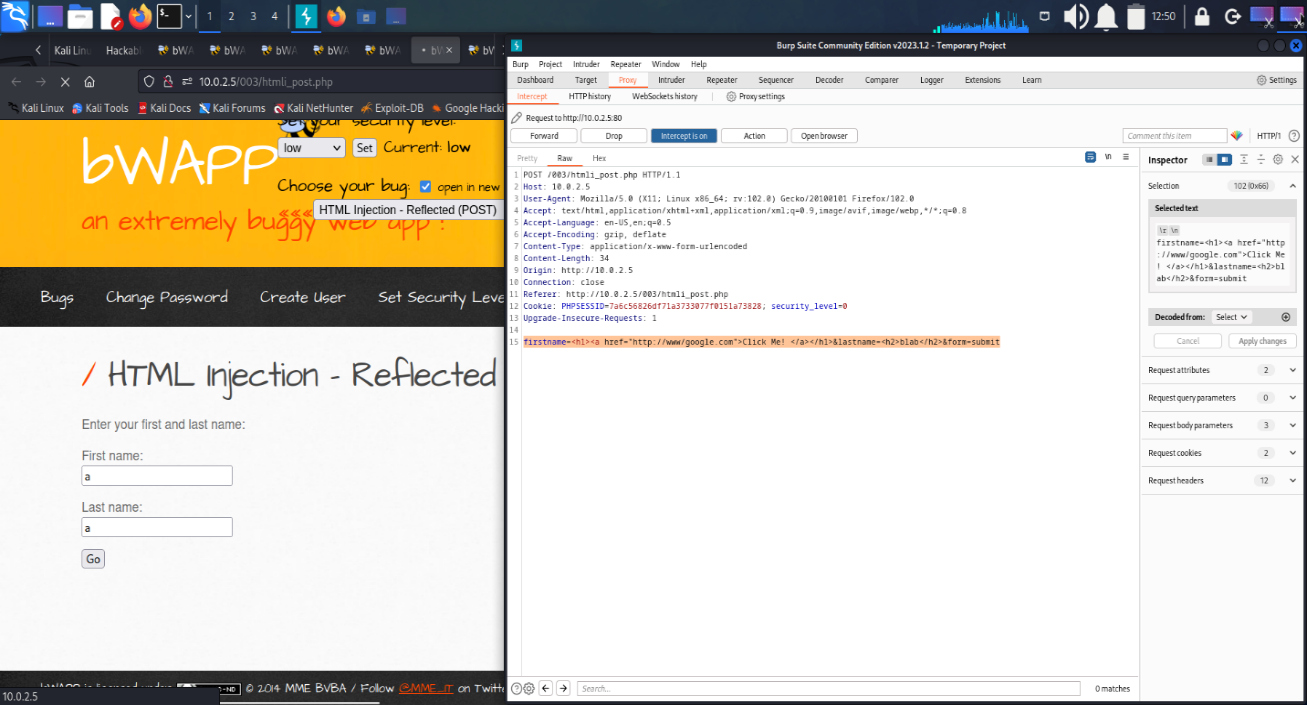 1 2 3 4 12:50
Kali Linu Hackab bWA bWA bWA bWA bWA bW × bW
10.0.2.5/003/htmli_post.php
Kali Linux Kali Tools Kali Docs Kali Forums Kali NetHunter Exploit-DB Google Hacki
Set your security level:
low Set Current: low
bWAPP
Choose your bug: open in new
HTML Injection - Reflected (POST)
an extremely buggy web app !
Bugs Change Password Create User Set Security Leve
/ HTML Injection - Reflected
Enter your first and last name:
First name:
a
Last name:
a
Go
© 2014 MME BVBA / Follow @MME_IT on Twitte
10.0.2.5
Burp Suite Community Edition v2023.1.2 - Temporary Project
Burp Project Intruder Repeater Window Help
Dashboard Target Proxy Intruder Repeater Sequencer Decoder Comparer Logger Extensions Learn Settings
Intercept HTTP history WebSockets history Proxy settings
Request to http://10.0.2.5:80
Forward Drop Intercept is on Action Open browser Comment this item HTTP/1
Pretty Raw Hex
1 POST /003/htmli_post.php HTTP/1.1
2 Host: 10.0.2.5
3 User-Agent: Mozilla/5.0 (X11; Linux x86_64; rv:102.0) Gecko/20100101 Firefox/102.0
4 Accept: text/html,application/xhtml+xml,application/xml;q=0.9,image/avif,image/webp,*/*;q=0.8
5 Accept-Language: en-US,en;q=0.5
6 Accept-Encoding: gzip, deflate
7 Content-Type: application/x-www-form-urlencoded
8 Content-Length: 34
9 Origin: http://10.0.2.5
10 Connection: close
11 Referer: http://10.0.2.5/003/htmli_post.php
12 Cookie: PHPSESSID=7a6c56826df71a3733077f0151a73828; security_level=0
13 Upgrade-Insecure-Requests: 1
14
15 firstname=<h1><a href="http://www/google.com">Click Me! </a></h1>&lastname=<h2>blab</h2>&form=submit
Search... 0 matches
Inspector
Selection 102 (0x66)
Selected text
\r \n
firstname=<h1><a href="http
://www/google.com">Click Me
! </a></h1>&lastname=<h2>bl
ab</h2>&form=submit
Decoded from: Select
Cancel Apply changes
Request attributes 2
Request query parameters 0
Request body parameters 3
Request cookies 2
Request headers 12